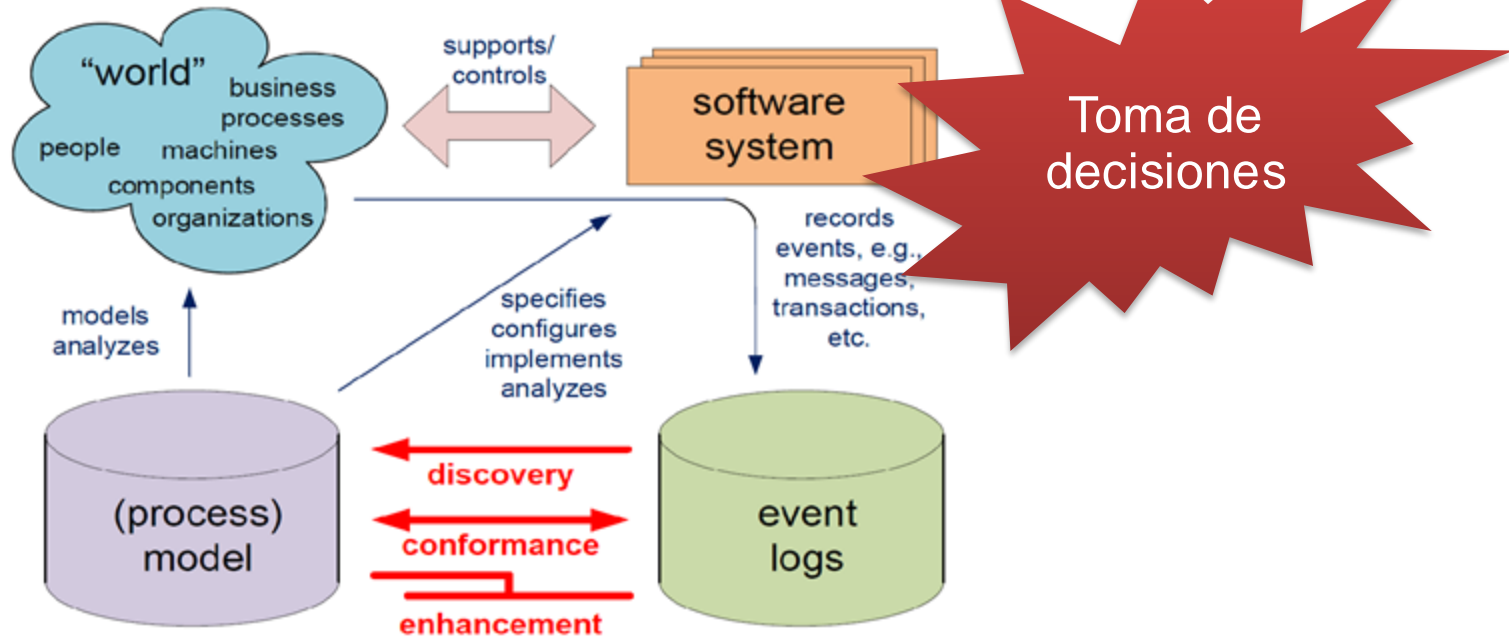 “world”
business
processes
people
machines
components
organizations
supports/
controls
software
system
Toma de
decisiones
records
events, e.g.,
messages,
transactions,
etc.
models
analyzes
specifies
configures
implements
analyzes
(process)
model
discovery
conformance
enhancement
event
logs